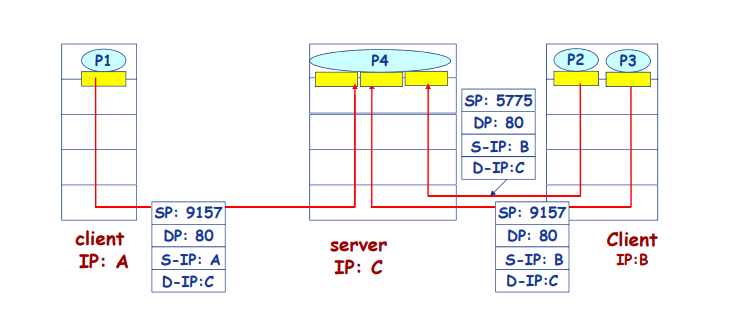 P1
P4
P2
P3
SP: 5775
DP: 80
S-IP: B
D-IP:C
SP: 9157
DP: 80
S-IP: A
D-IP:C
SP: 9157
DP: 80
S-IP: B
D-IP:C
client
IP: A
server
IP: C
Client
IP:B